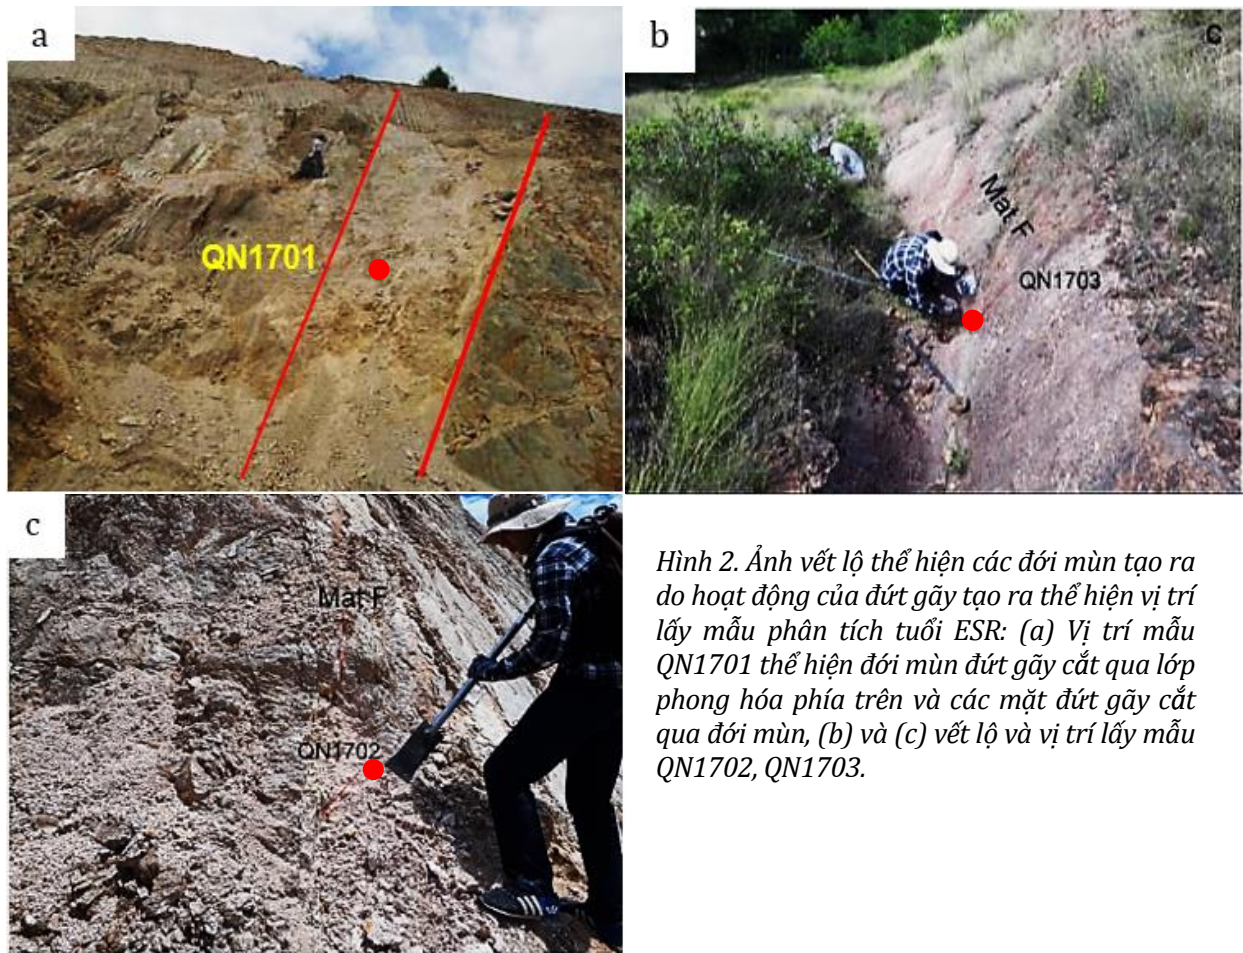 a
QN1701
b
C
Mat F
QN1703
c
Mat F
QN1702
Hình 2. Ảnh vết lộ thể hiện các đới mùn tạo ra
do hoạt động của đứt gãy tạo ra thể hiện vị trí
lấy mẫu phân tích tuổi ESR: (a) Vị trí mẫu
QN1701 thể hiện đới mùn đứt gãy cắt qua lớp
phong hóa phía trên và các mặt đứt gãy cắt
qua đới mùn, (b) và (c) vết lộ và vị trí lấy mẫu
QN1702, QN1703.